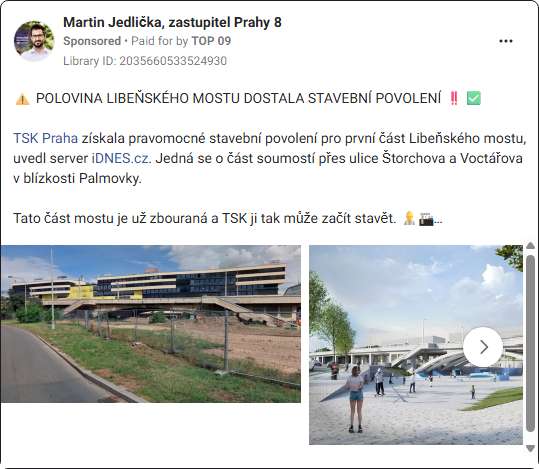 Martin Jedlička, zastupitel Prahy 8
Sponsored • Paid for by TOP 09
Library ID: 2035660533524930
⚠️ POLOVINA LIBEŇSKÉHO MOSTU DOSTALA STAVEBNÍ POVOLENÍ ‼️ ✅
TSK Praha získala pravomocné stavební povolení pro první část Libeňského mostu,
uvedl server iDNES.cz. Jedná se o část soumostí přes ulice Štorchova a Voctářova
v blízkosti Palmovky.
Tato část mostu je už zbouraná a TSK ji tak může začít stavět. 👷🏼🏗...